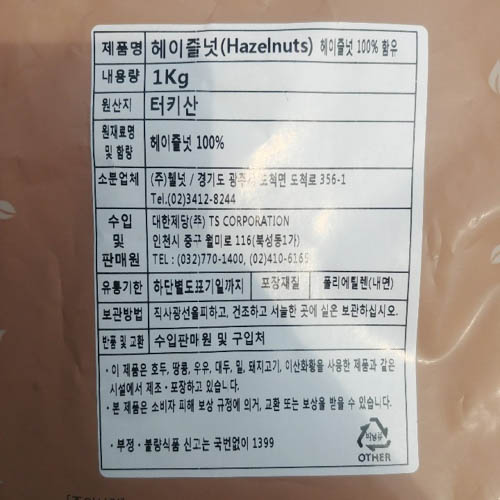 제품명 헤이즐넛(Hazelnuts) 헤이즐넛 100% 함유
내용량 1Kg
원산지 터키산
원재료명 및 함량 헤이즐넛 100%
소분업체 (주)웰넛 / 경기도 광주시 도척면 도척로 356-1
Tel.(02)3412-8244
수입 및 판매원 대한제당(주) TS CORPORATION
인천시 중구 월미로 116(북성동1가)
TEL : (032)770-1400, (02)410-6165
유통기한 하단별도표기일까지 포장재질 폴리에틸렌(내면)
보관방법 직사광선을피하고, 건조하고 서늘한 곳에 실온 보관하십시오.
반품 및 교환 수입판매원 및 구입처
· 이 제품은 호두, 땅콩, 우유, 대두, 밀, 돼지고기, 이산화황을 사용한 제품과 같은
시설에서 제조 · 포장하고 있습니다.
· 본 제품은 소비자 피해 보상 규정에 의거, 교환 또는 보상을 받을 수 있습니다.
· 부정 · 불량식품 신고는 국번없이 1399
OTHER